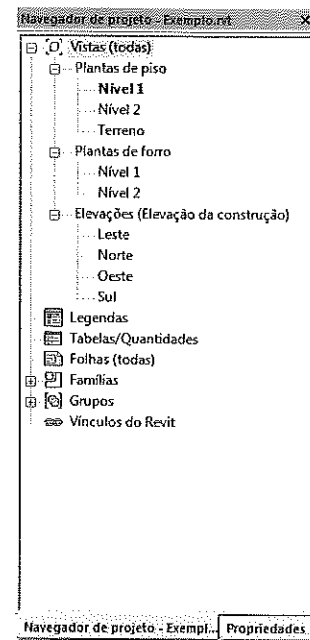 Navegador de projeto - Exemplo.rvt
Vistas (todas)
Plantas de piso
Nível 1
Nível 2
Terreno
Plantas de forro
Nível 1
Nível 2
Elevações (Elevação da construção)
Leste
Norte
Oeste
Sul
Legendas
Tabelas/Quantidades
Folhas (todas)
Famílias
Grupos
Vínculos do Revit
Navegador de projeto - Exempl... Propriedades